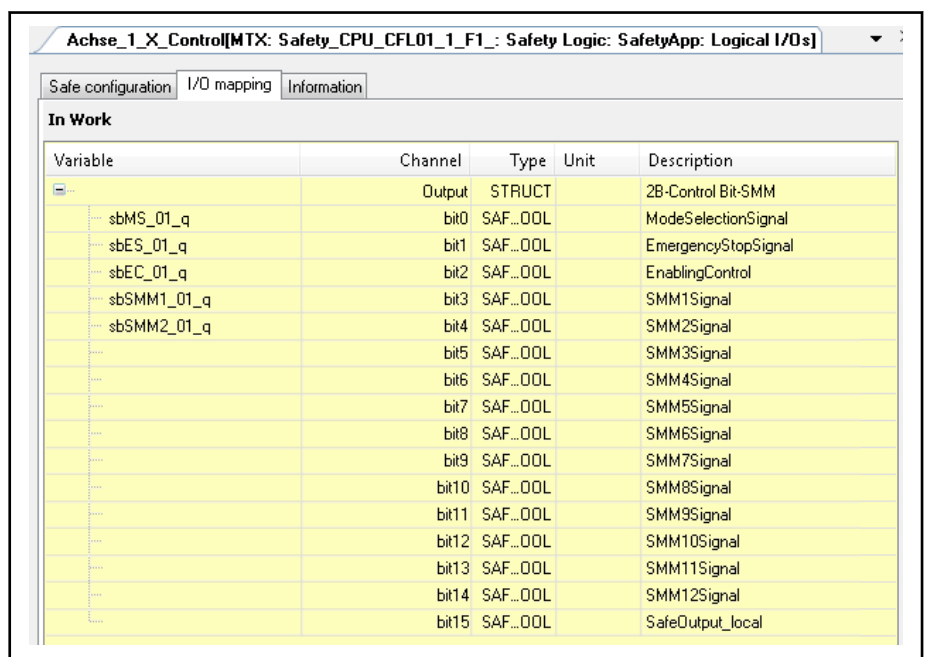 Achse_1_X_Control[MTX: Safety_CPU_CFL01_1_F1_: Safety Logic: SafetyApp: Logical I/Os]
Safe configuration I/O mapping Information
In Work
Variable Channel Type Unit Description
Output STRUCT 2B-Control Bit-SMM
sbMS_01_q bit0 SAF...OOL ModeSelectionSignal
sbES_01_q bit1 SAF...OOL EmergencyStopSignal
sbEC_01_q bit2 SAF...OOL EnablingControl
sbSMM1_01_q bit3 SAF...OOL SMM1Signal
sbSMM2_01_q bit4 SAF...OOL SMM2Signal
bit5 SAF...OOL SMM3Signal
bit6 SAF...OOL SMM4Signal
bit7 SAF...OOL SMM5Signal
bit8 SAF...OOL SMM6Signal
bit9 SAF...OOL SMM7Signal
bit10 SAF...OOL SMM8Signal
bit11 SAF...OOL SMM9Signal
bit12 SAF...OOL SMM10Signal
bit13 SAF...OOL SMM11Signal
bit14 SAF...OOL SMM12Signal
bit15 SAF...OOL SafeOutput_local